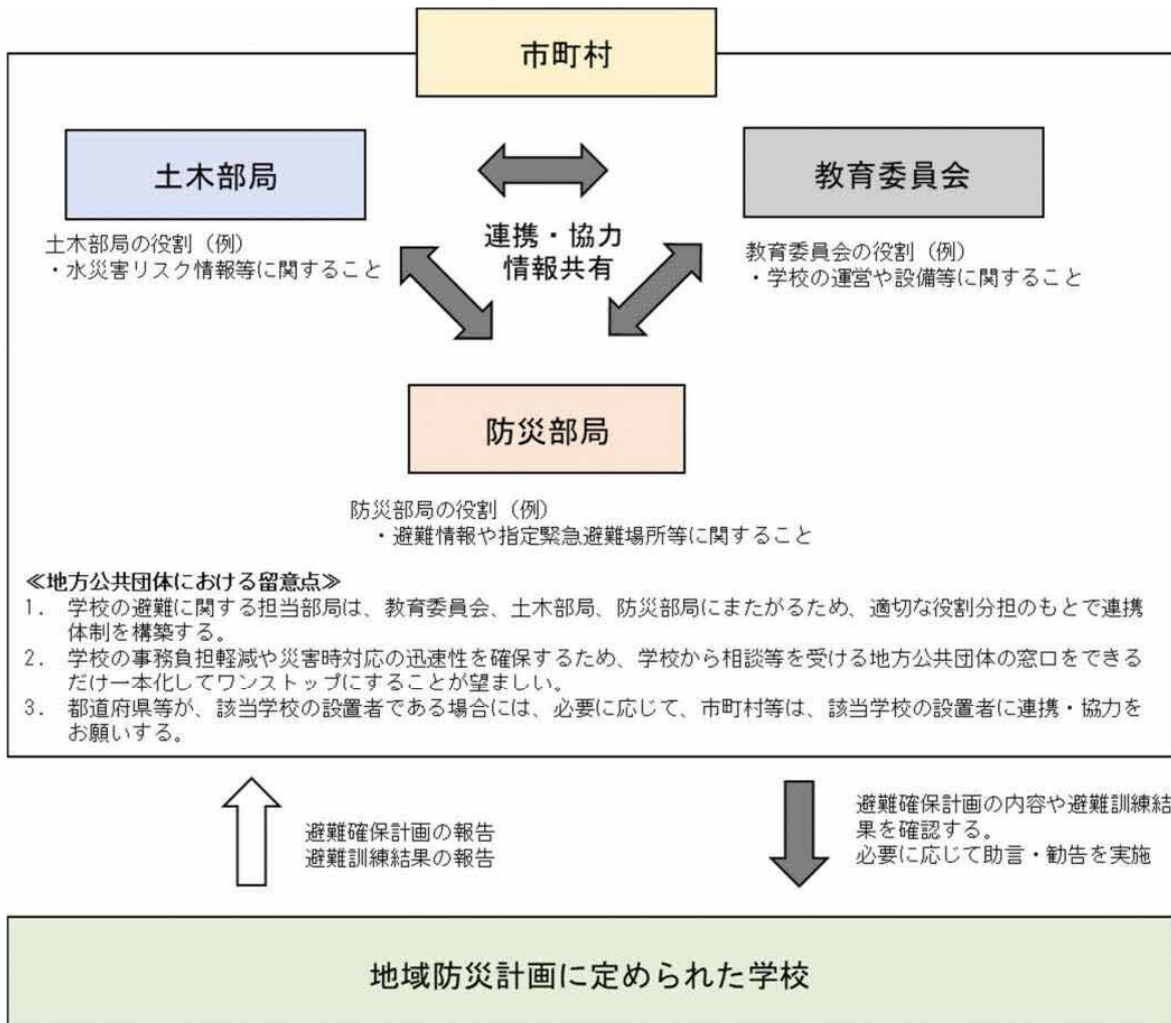 市町村
土木部局
教育委員会
土木部局の役割（例）
・水災害リスク情報等に関すること
連携・協力
情報共有
教育委員会の役割（例）
・学校の運営や設備等に関すること
防災部局
防災部局の役割（例）
・避難情報や指定緊急避難場所等に関すること
≪地方公共団体における留意点≫
1. 学校の避難に関する担当部局は、教育委員会、土木部局、防災部局にまたがるため、適切な役割分担のもとで連携
体制を構築する。
2. 学校の事務負担軽減や災害時対応の迅速性を確保するため、学校から相談等を受ける地方公共団体の窓口をできる
だけ一本化してワンストップにすることが望ましい。
3. 都道府県等が、該当学校の設置者である場合には、必要に応じて、市町村等は、該当学校の設置者に連携・協力を
お願いする。
避難確保計画の報告
避難訓練結果の報告
避難確保計画の内容や避難訓練結
果を確認する。
必要に応じて助言・勧告を実施
地域防災計画に定められた学校